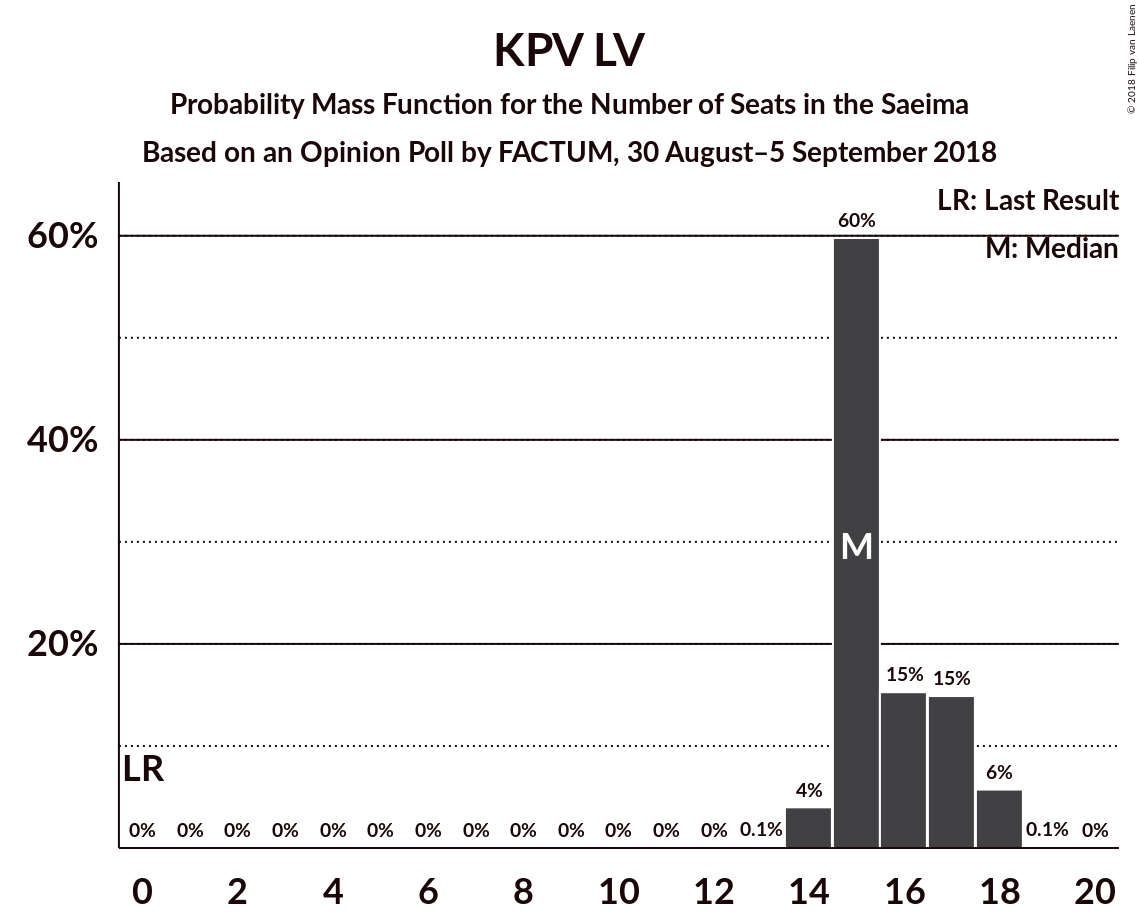 KPV LV
Probability Mass Function for the Number of Seats in the Saeima
Based on an Opinion Poll by FACTUM, 30 August–5 September 2018
© 2018 Filip van Laenen
LR: Last Result
M: Median
60%
40%
20%
60%
M
15% 15%
LR
4% 6%
0% 0% 0% 0% 0% 0% 0% 0% 0% 0% 0% 0% 0% 0.1% 0.1% 0%
0 2 4 6 8 10 12 14 16 18 20